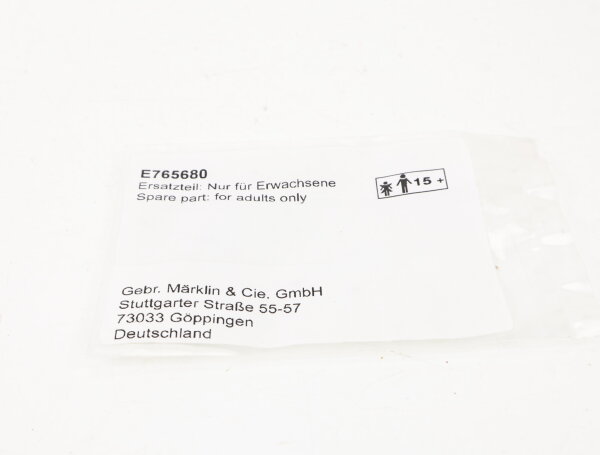 E765680
Ersatzteil: Nur für Erwachsene
Spare part: for adults only
15 +
Gebr. Märklin & Cie. GmbH
Stuttgarter Straße 55-57
73033 Göppingen
Deutschland